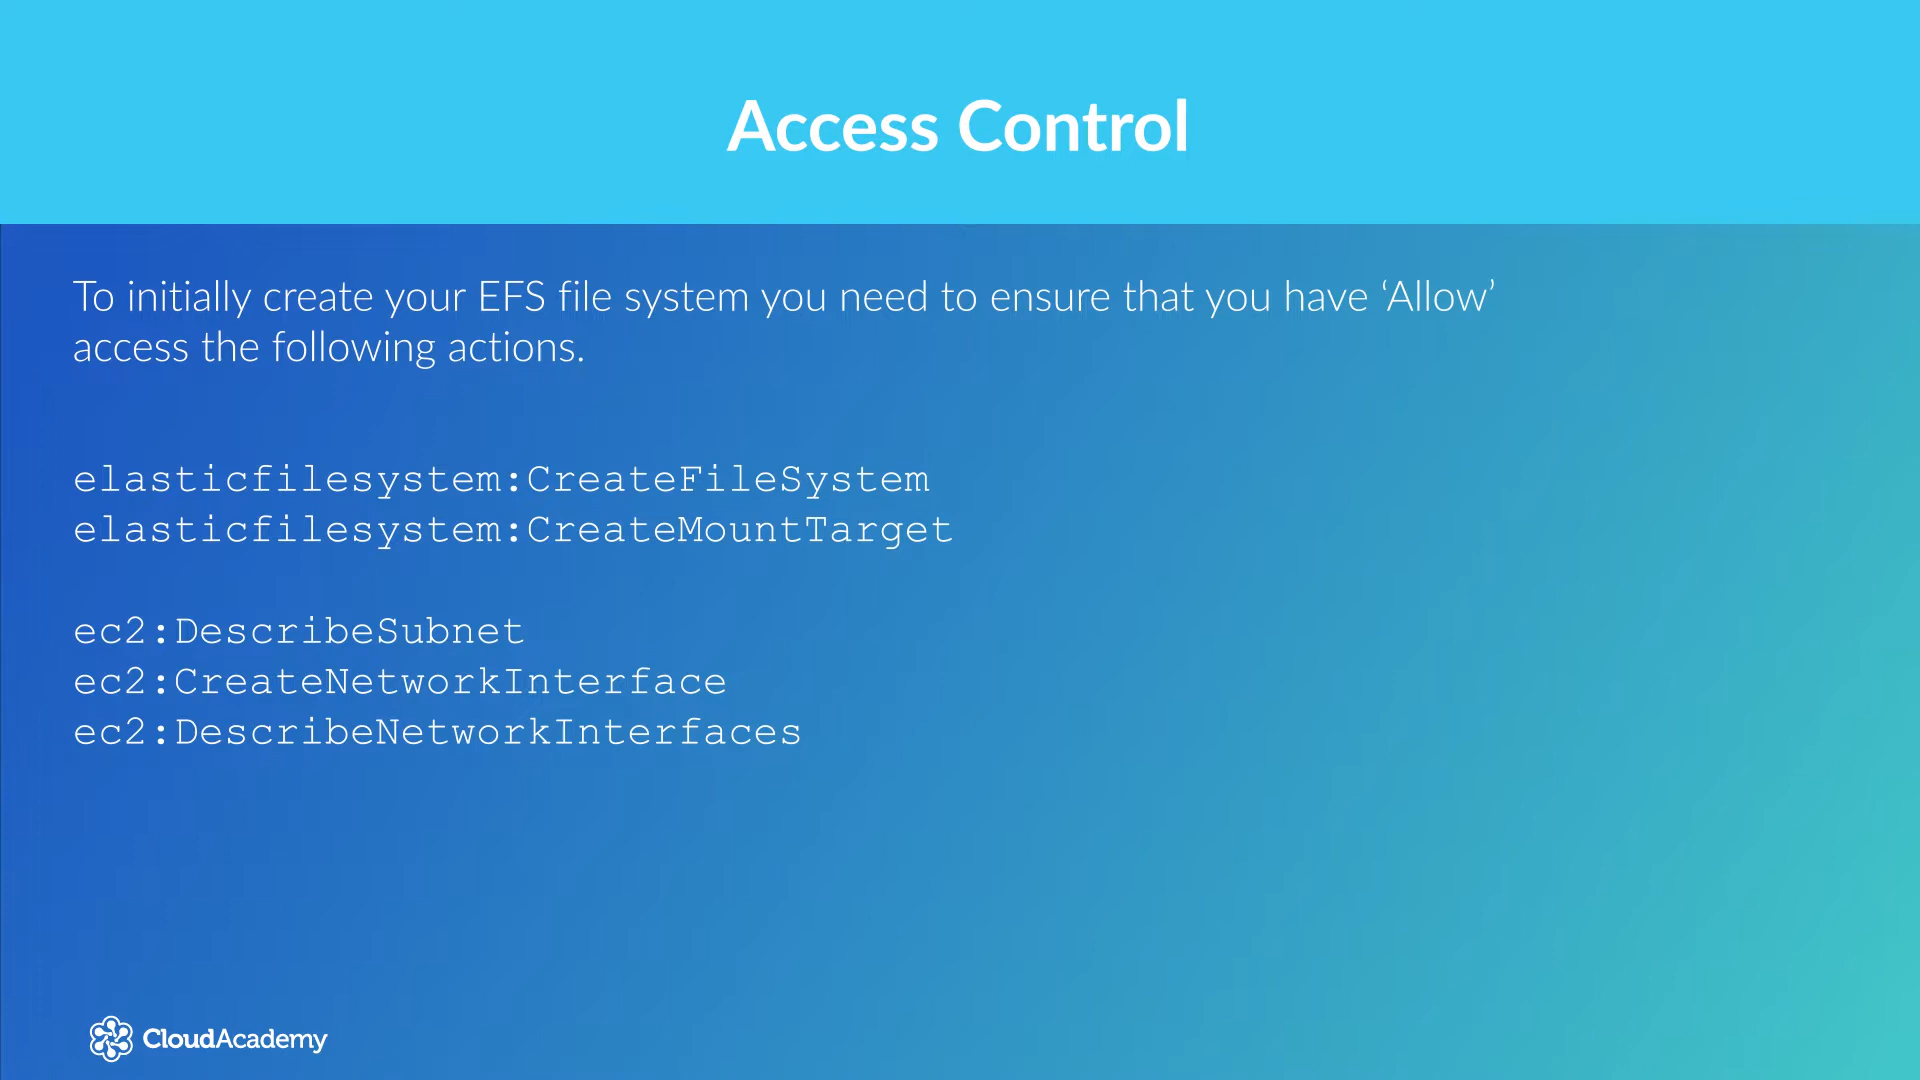 Access Control
To initially create your EFS file system you need to ensure that you have ‘Allow’
access the following actions.
elasticfilesystem:CreateFileSystem
elasticfilesystem:CreateMountTarget
ec2:DescribeSubnet
ec2:CreateNetworkInterface
ec2:DescribeNetworkInterfaces
CloudAcademy